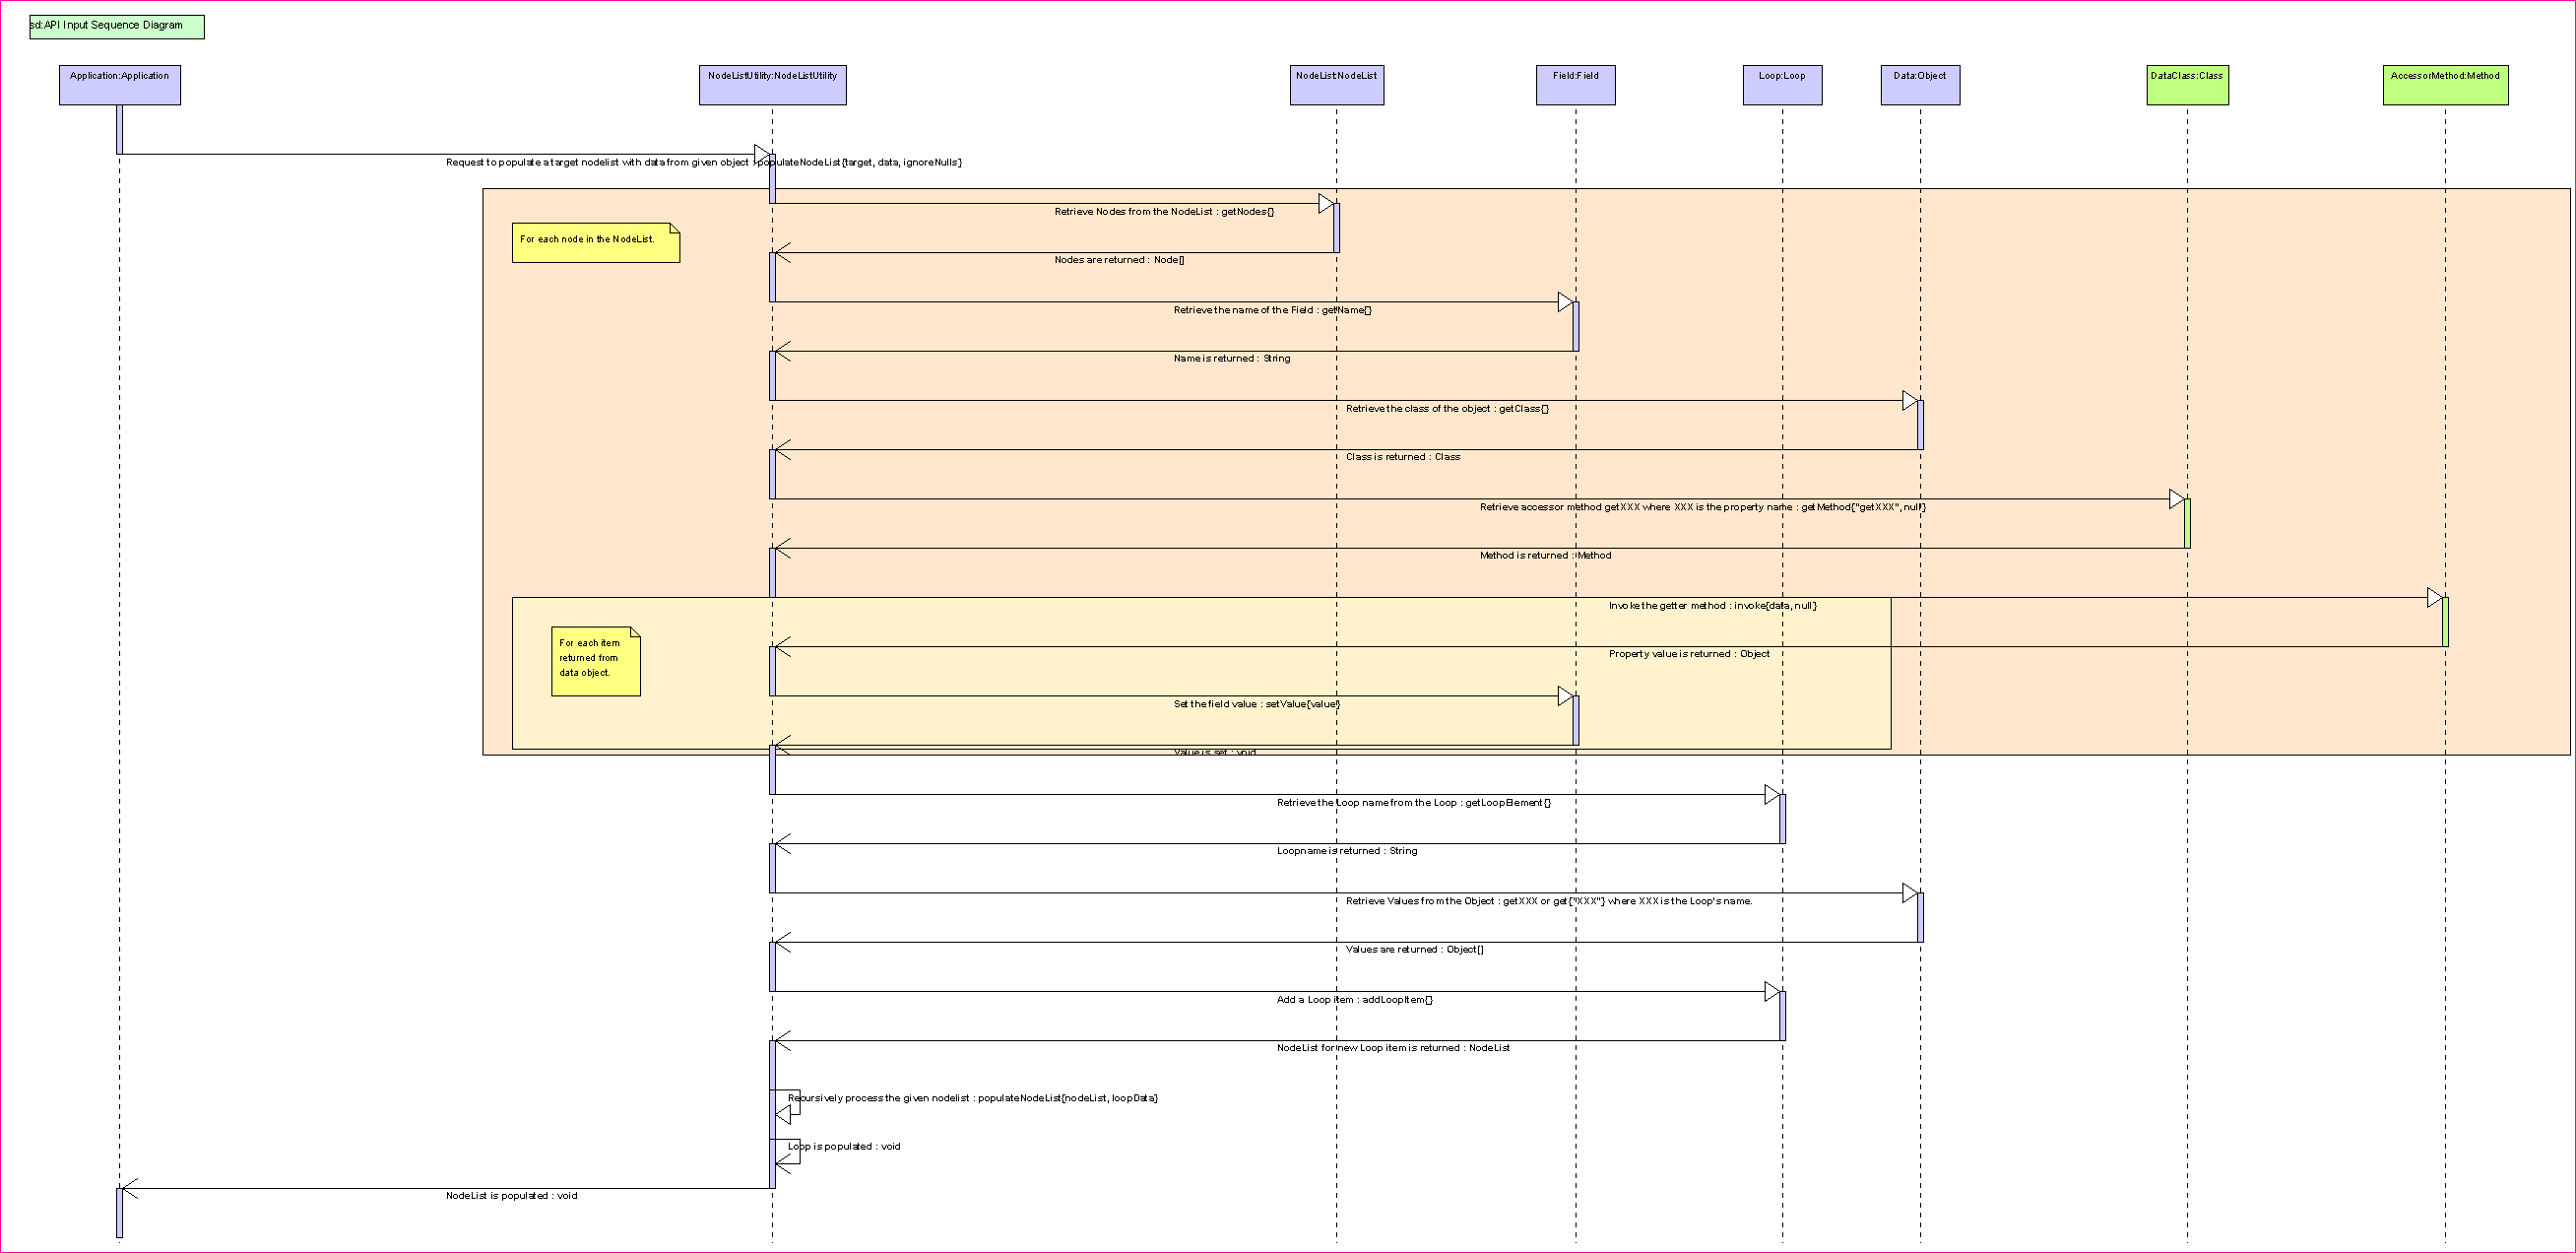 sd:API Input Sequence Diagram
Application:Application
NodeListUtility:NodeListUtility
NodeList:NodeList
Field:Field
Loop:Loop
Data:Object
DataClass:Class
AccessorMethod:Method
Request to populate a target nodelist with data from given object : populateNodeList{target, data, ignoreNulls}
Retrieve Nodes from the NodeList : getNodes{}
For each node in the NodeList.
Nodes are returned : Node[]
Retrieve the name of the Field : getName{}
Name is returned : String
Retrieve the class of the object : getClass{}
Class is returned : Class
Retrieve accessor method getXXX where XXX is the property name : getMethod{"getXXX", null}
Method is returned : Method
Invoke the getter method : invoke{data, null}
For each item
returned from
data object.
Property value is returned : Object
Set the field value : setValue{value}
Value is set : void
Retrieve the Loop name from the Loop : getLoopElement{}
Loopname is returned : String
Retrieve Values from the Object : getXXX or get{"XXX"} where XXX is the Loop's name.
Values are returned : Object[]
Add a Loop item : addLoopItem{}
NodeList for new Loop item is returned : NodeList
Recursively process the given nodelist : populateNodeList{nodeList, loopData}
Loop is populated : void
NodeList is populated : void